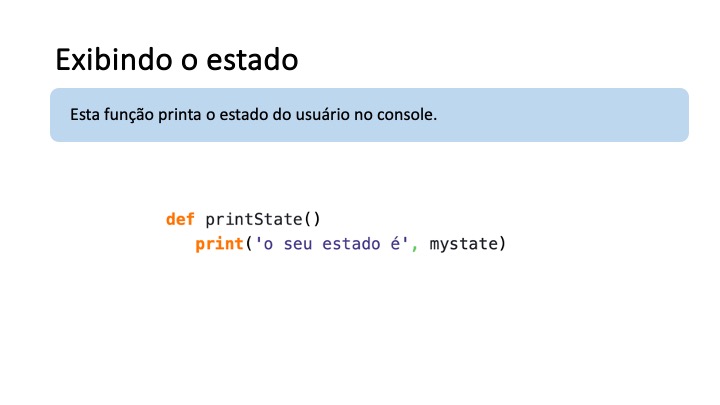 Exibindo o estado
Esta função printa o estado do usuário no console.
def printState()
print('o seu estado é', mystate)